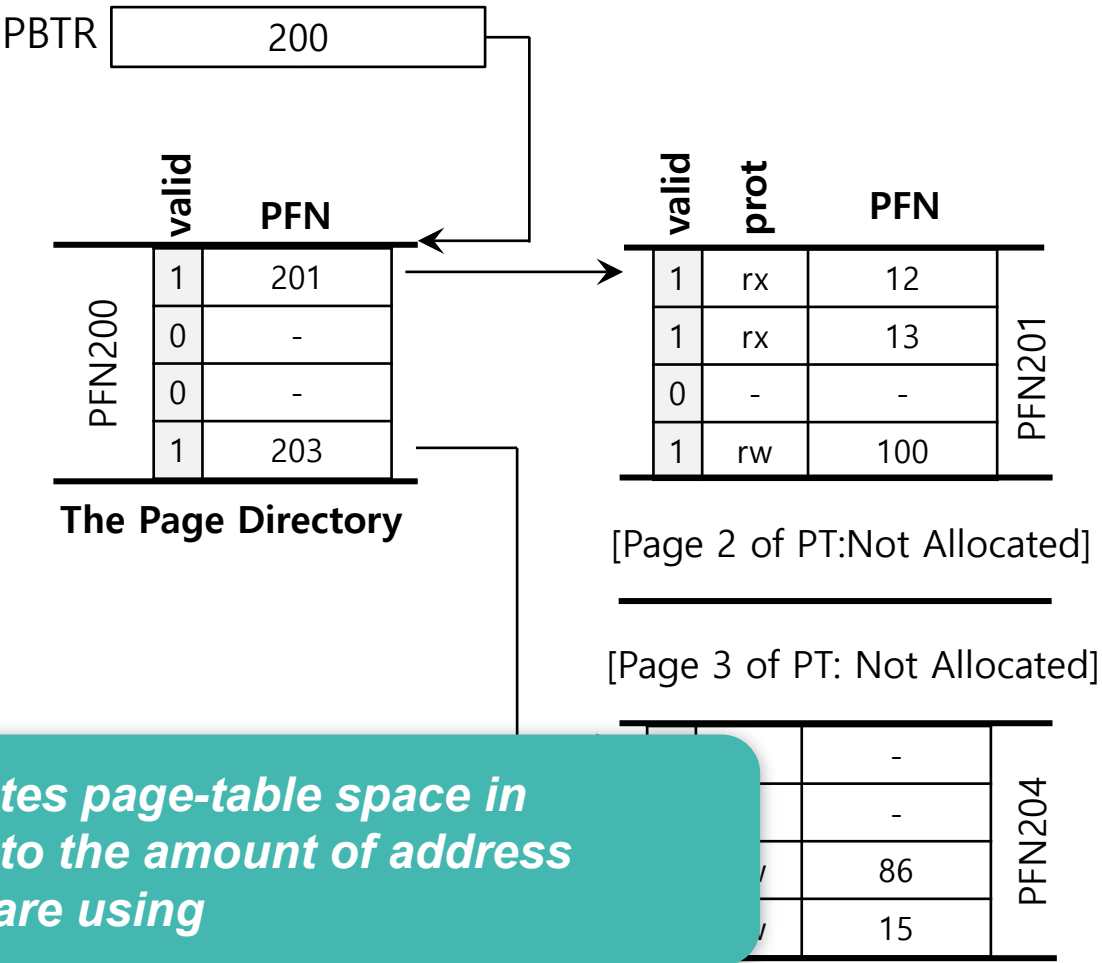 PBTR 200
valid PFN
PFN200
1 201
0 -
0 -
1 203
The Page Directory
valid prot PFN
1 rx 12
1 rx 13
0 - -
1 rw 100
PFN201
[Page 2 of PT:Not Allocated]
[Page 3 of PT: Not Allocated]
-
-
86
15
PFN204
page-table space in
to the amount of address
are using